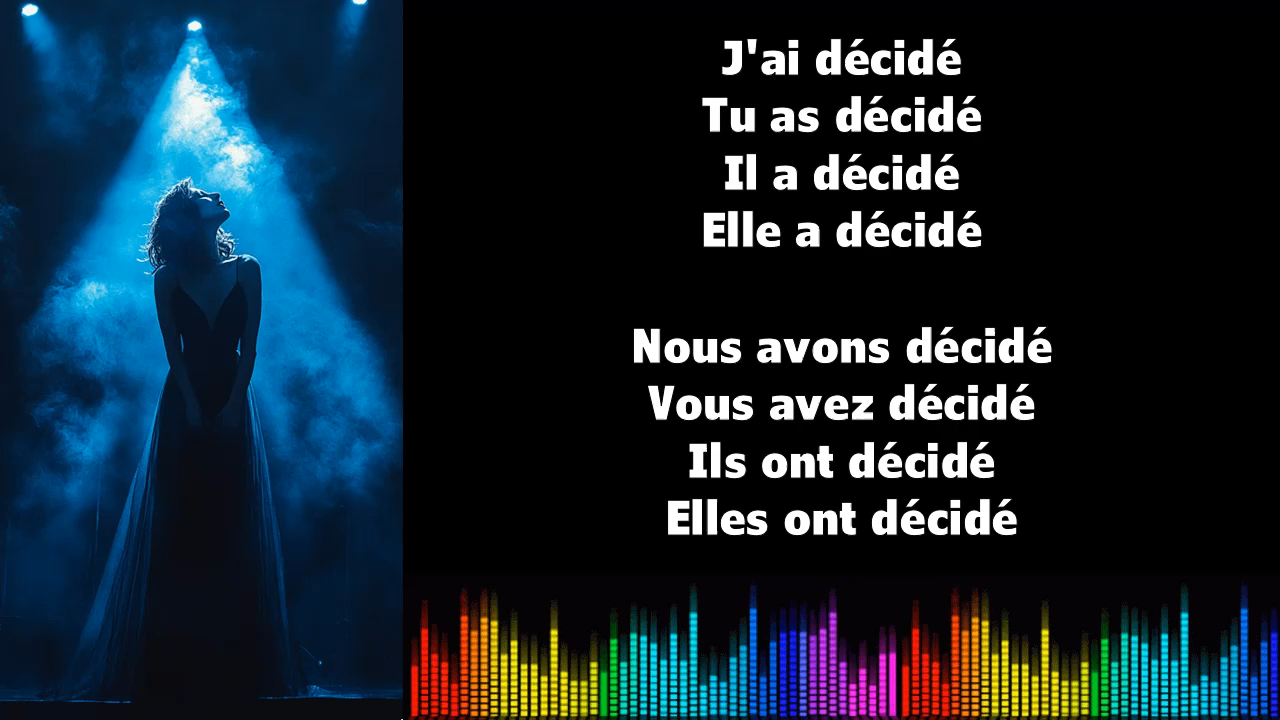 J'ai décidé
Tu as décidé
Il a décidé
Elle a décidé
Nous avons décidé
Vous avez décidé
Ils ont décidé
Elles ont décidé